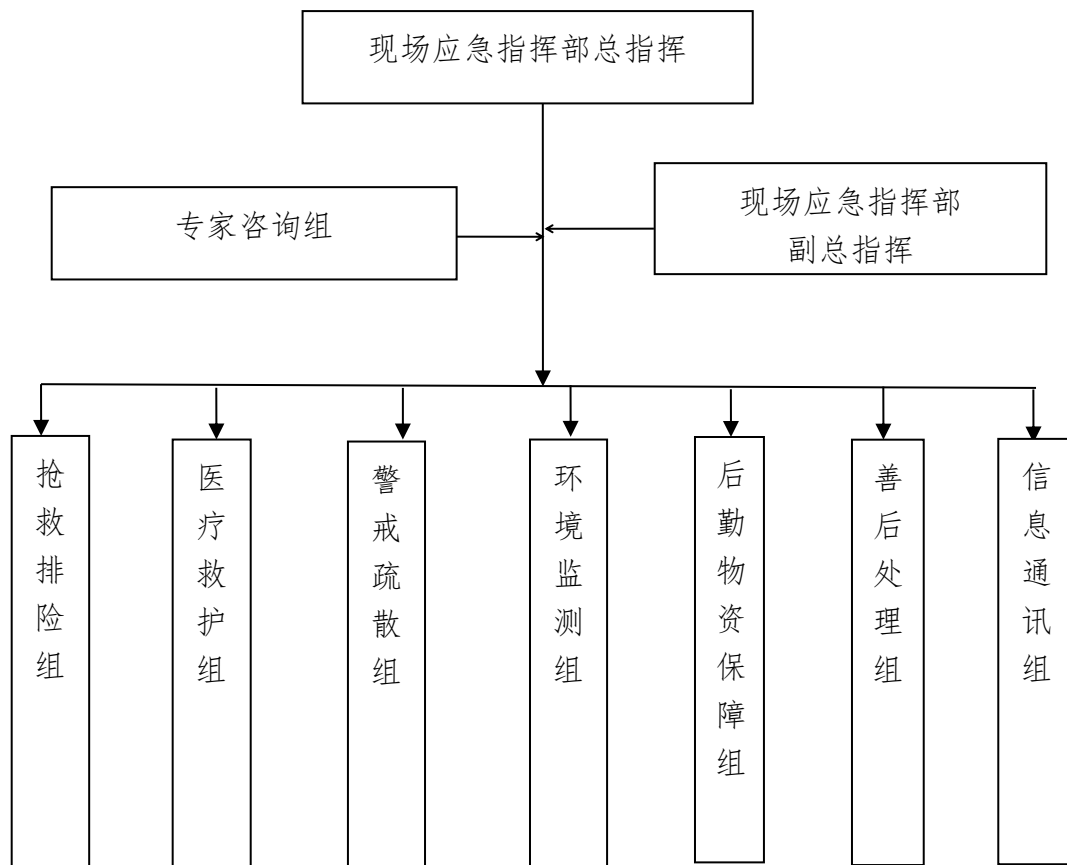 现场应急指挥部总指挥
专家咨询组
现场应急指挥部
副总指挥
抢救排险组
医疗救护组
警戒疏散组
环境监测组
后勤物资保障组
善后处理组
信息通讯组